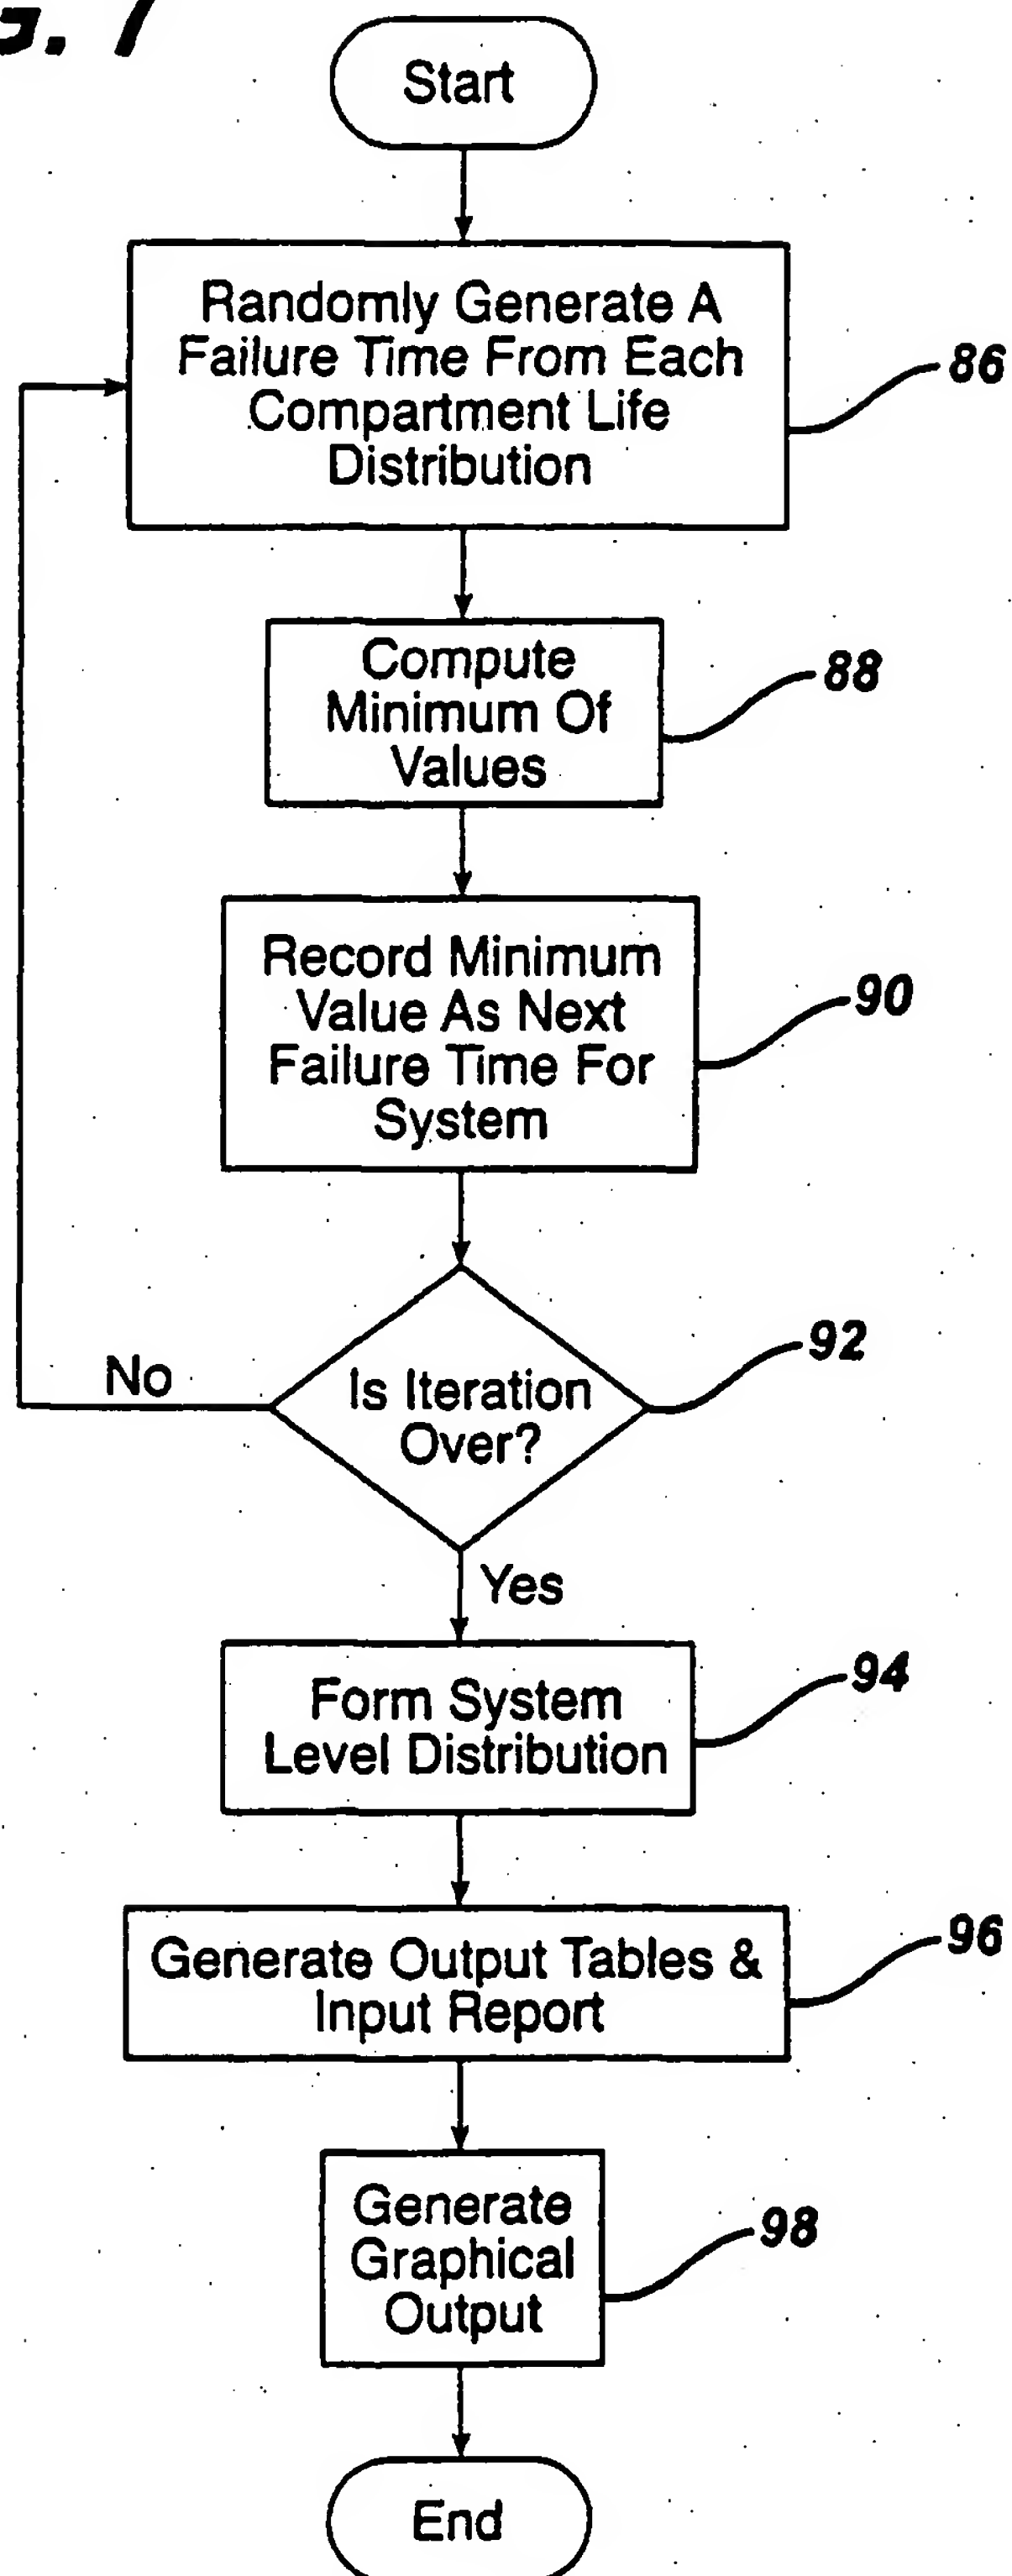 G. 7
Start
Randomly Generate A
Failure Time From Each
Compartment Life
Distribution
86
Compute
Minimum Of
Values
88
Record Minimum
Value As Next
Failure Time For
System
90
Is Iteration
Over?
92
No
Yes
Form System
Level Distribution
94
Generate Output Tables &
Input Report
96
Generate
Graphical
Output
98
End